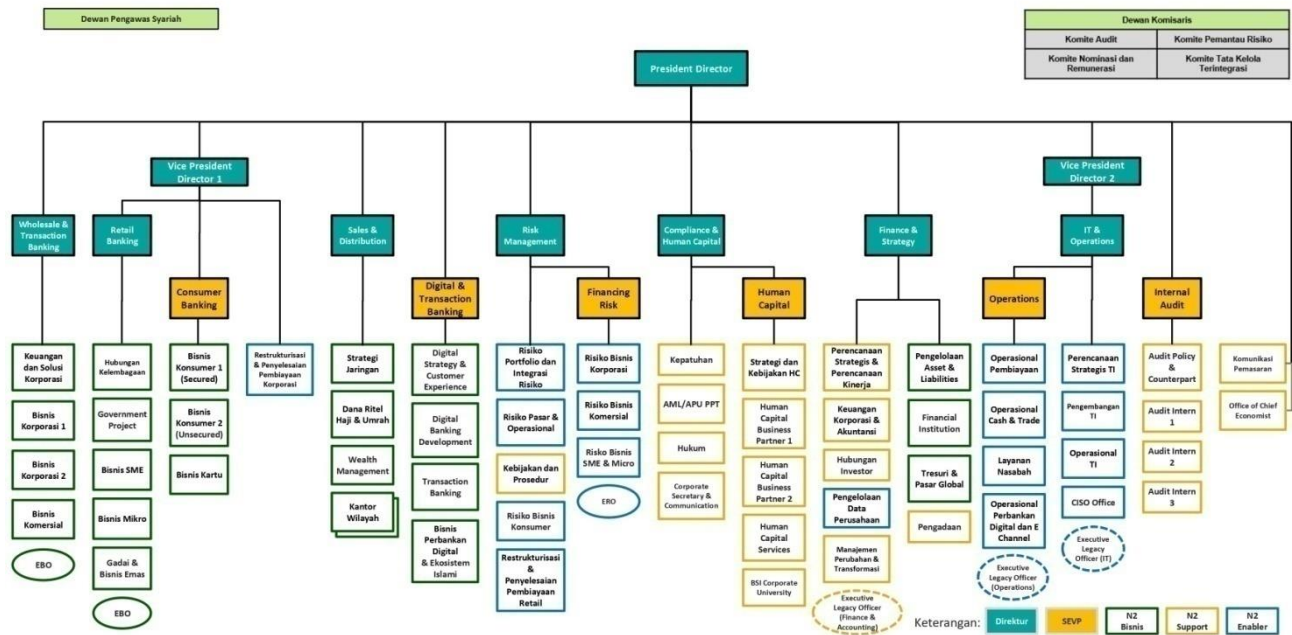 Dewan Pengawas Syariah
Dewan Komisaris
Komite Audit
Komite Pemantau Risiko
Komite Nominasi dan
Remunerasi
Komite Tata Kelola
Terintegrasi
President Director
Vice President
Director 1
Vice President
Director 2
Wholesale &
Transaction
Banking
Retail
Banking
Sales &
Distribution
Risk
Management
Compliance &
Human Capital
Finance &
Strategy
IT &
Operations
Consumer
Banking
Digital &
Transaction
Banking
Financing
Risk
Human
Capital
Operations
Internal
Audit
Keuangan
dan Solusi
Korporasi
Bisnis
Korporasi 1
Bisnis
Korporasi 2
Bisnis
Komersial
EBO
Hubungan
Kelembagaan
Government
Project
Bisnis SME
Bisnis Mikro
Gadai &
Bisnis Emas
EBO
Bisnis
Konsumer 1
(Secured)
Bisnis
Konsumer 2
(Unsecured)
Bisnis Kartu
Restrukturisasi
& Penyelesaian
Pembiayaan
Korporasi
Strategi
Jaringan
Dana Ritel
Haji & Umrah
Wealth
Management
Kantor
Wilayah
Digital
Strategy &
Customer
Experience
Digital
Banking
Development
Transaction
Banking
Bisnis
Perbankan
Digital &
Ekosistem
Islami
Risiko
Portfolio dan
Integrasi
Risiko
Risiko Pasar &
Operasional
Kebijakan dan
Prosedur
Risiko Bisnis
Konsumer
Restrukturisasi
&
Penyelesaian
Pembiayaan
Retail
Risiko Bisnis
Korporasi
Risiko Bisnis
Komersial
Risko Bisnis
SME & Micro
ERO
Kepatuhan
AML/APU PPT
Hukum
Corporate
Secretary &
Communication
Strategi dan
Kebijakan HC
Human
Capital
Business
Partner 1
Human
Capital
Business
Partner 2
Human
Capital
Services
BSI Corporate
University
Perencanaan
Strategis &
Perencanaan
Kinerja
Keuangan
Korporasi &
Akuntansi
Hubungan
Investor
Pengelolaan
Data
Perusahaan
Manajemen
Perubahan &
Transformasi
Executive
Legacy Officer
(Finance &
Accounting)
Pengelolaan
Asset &
Liabilities
Financial
Institution
Tresuri &
Pasar Global
Pengadaan
Operasional
Pembiayaan
Operasional
Cash & Trade
Layanan
Nasabah
Operasional
Perbankan
Digital dan E
Channel
Executive
Legacy Officer
(Operations)
Perencanaan
Strategis TI
Pengembangan
TI
Operasional
TI
CISO Office
Executive
Legacy
Officer (IT)
Audit Policy
&
Counterpart
Audit Intern
1
Audit Intern
2
Audit Intern
3
Komunikasi
Pemasaran
Office of Chief
Economist
Keterangan:
Direktur
SEVP
N2
Bisnis
N2
Support
N2
Enabler